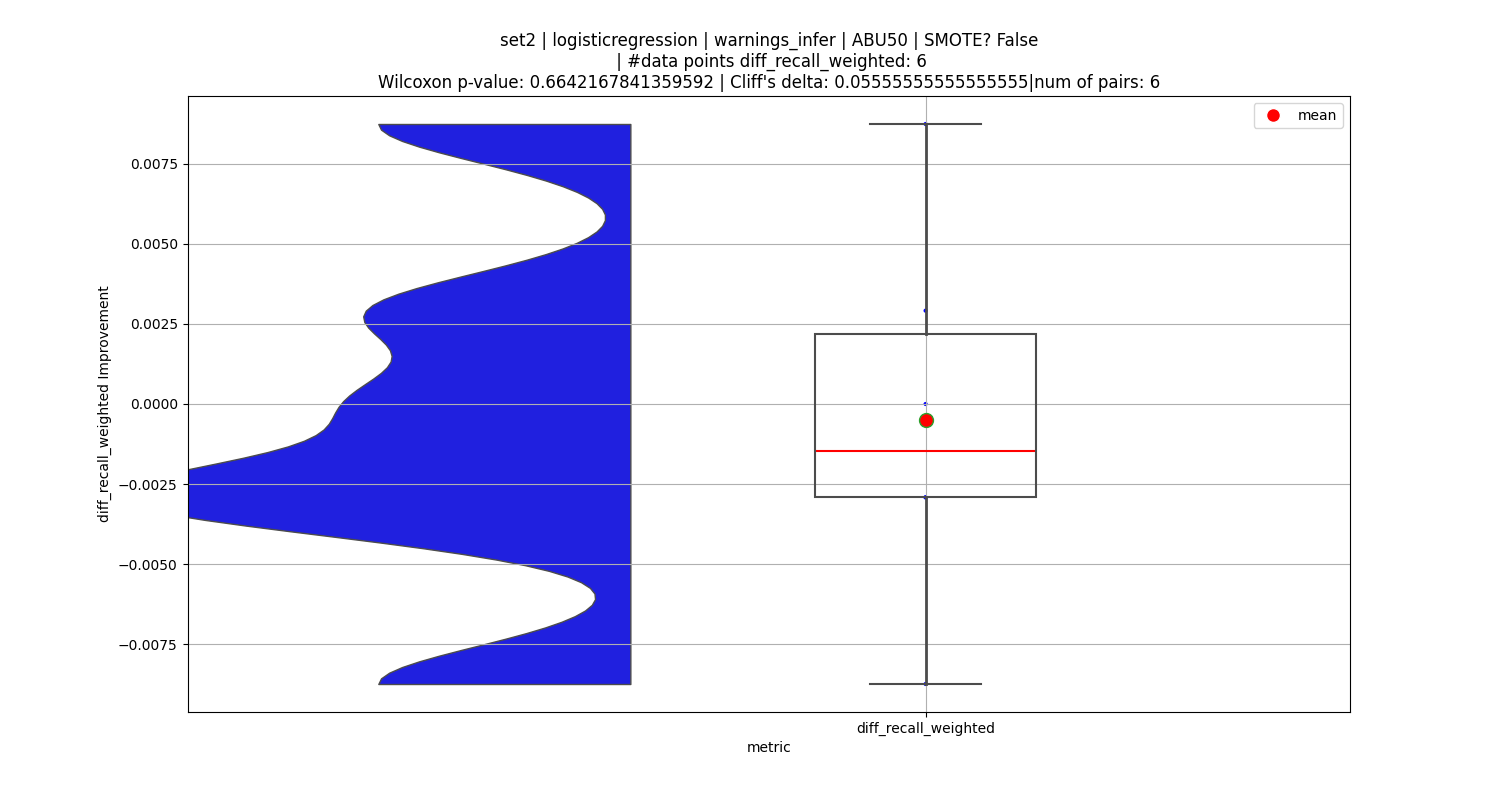 set2 | logisticregression | warnings_infer | ABU50 | SMOTE? False
| #data points diff_recall_weighted: 6
Wilcoxon p-value: 0.6642167841359592 | Cliff's delta: 0.05555555555555555|num of pairs: 6
mean
0.0075
0.0050
0.0025
0.0000
−0.0025
−0.0050
−0.0075
diff_recall_weighted Improvement
diff_recall_weighted
metric